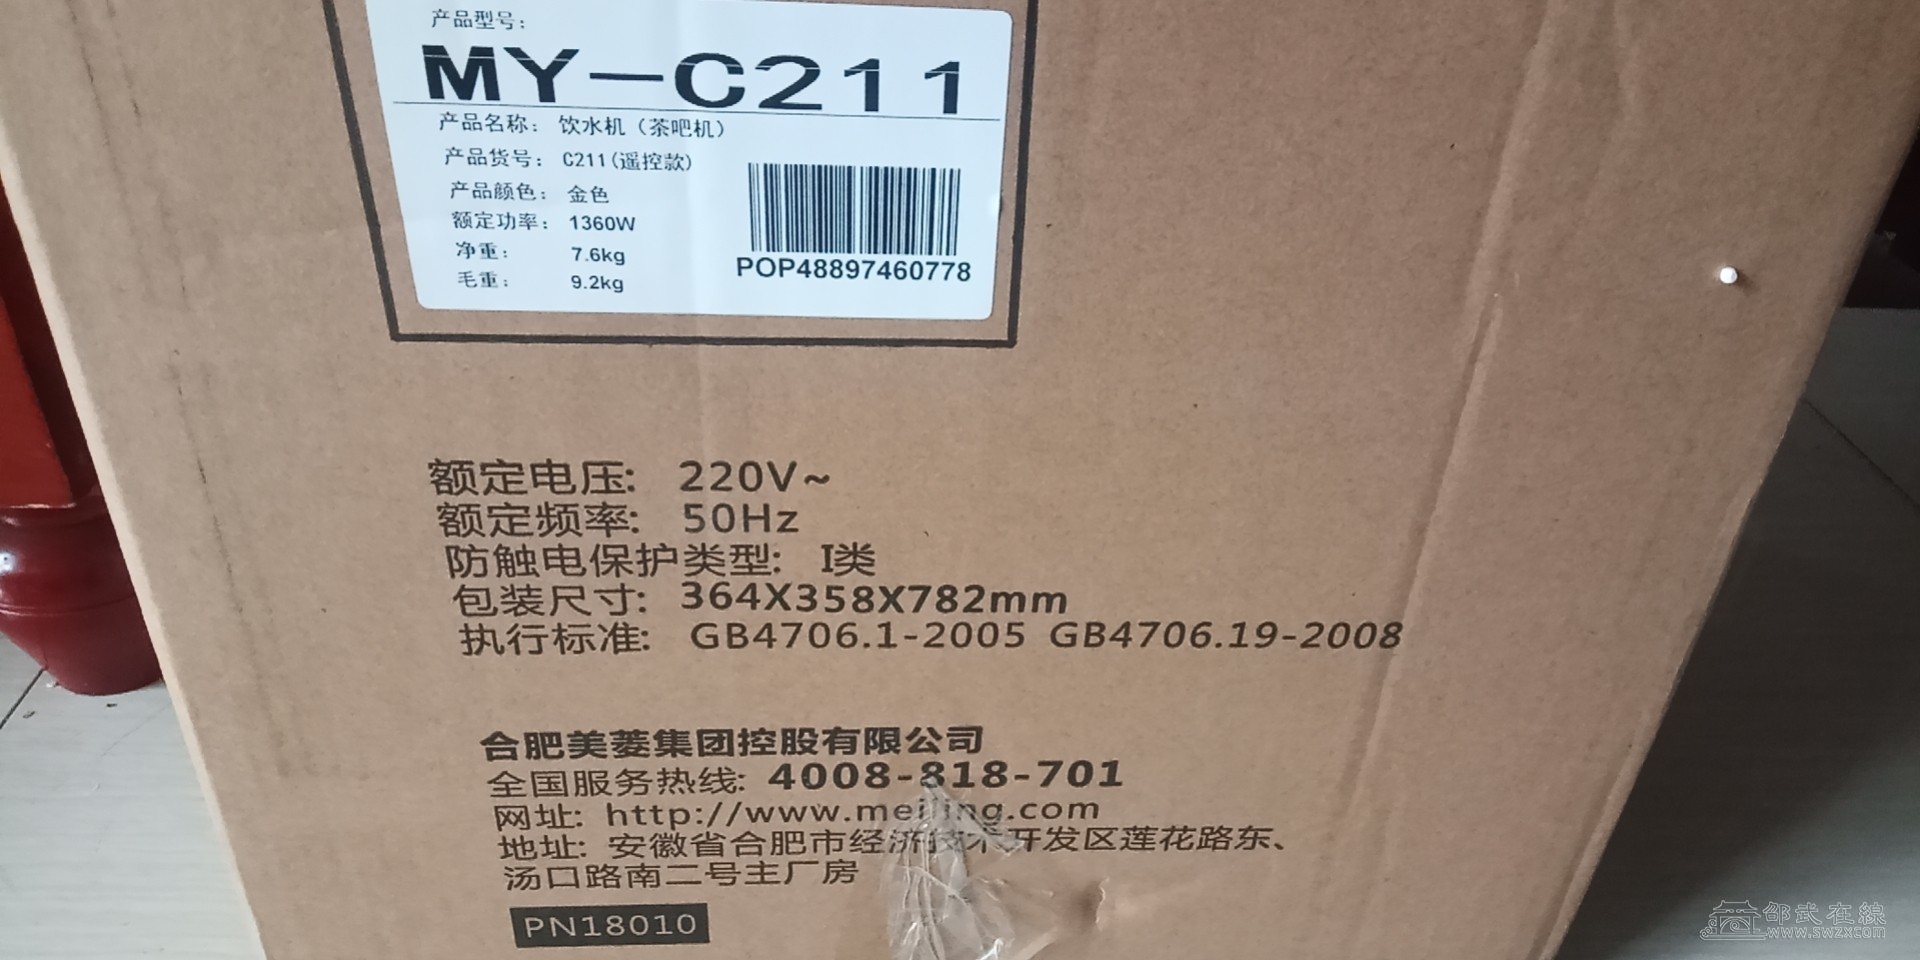 产品型号:
MY-C211
产品名称: 饮水机（茶吧机）
产品货号: C211(遥控款)
产品颜色: 金色
额定功率: 1360W
净重: 7.6kg
毛重: 9.2kg
POP48897460778
额定电压: 220V~
额定频率: 50Hz
防触电保护类型: I类
包装尺寸: 364X358X782mm
执行标准: GB4706.1-2005 GB4706.19-2008
合肥美菱集团控股有限公司
全国服务热线: 4008-818-701
网址: http://www.meiling.com
地址: 安徽省合肥市经济技术开发区莲花路东、
汤口路南二号主厂房
PN18010
邵武在線
www.swzx.com